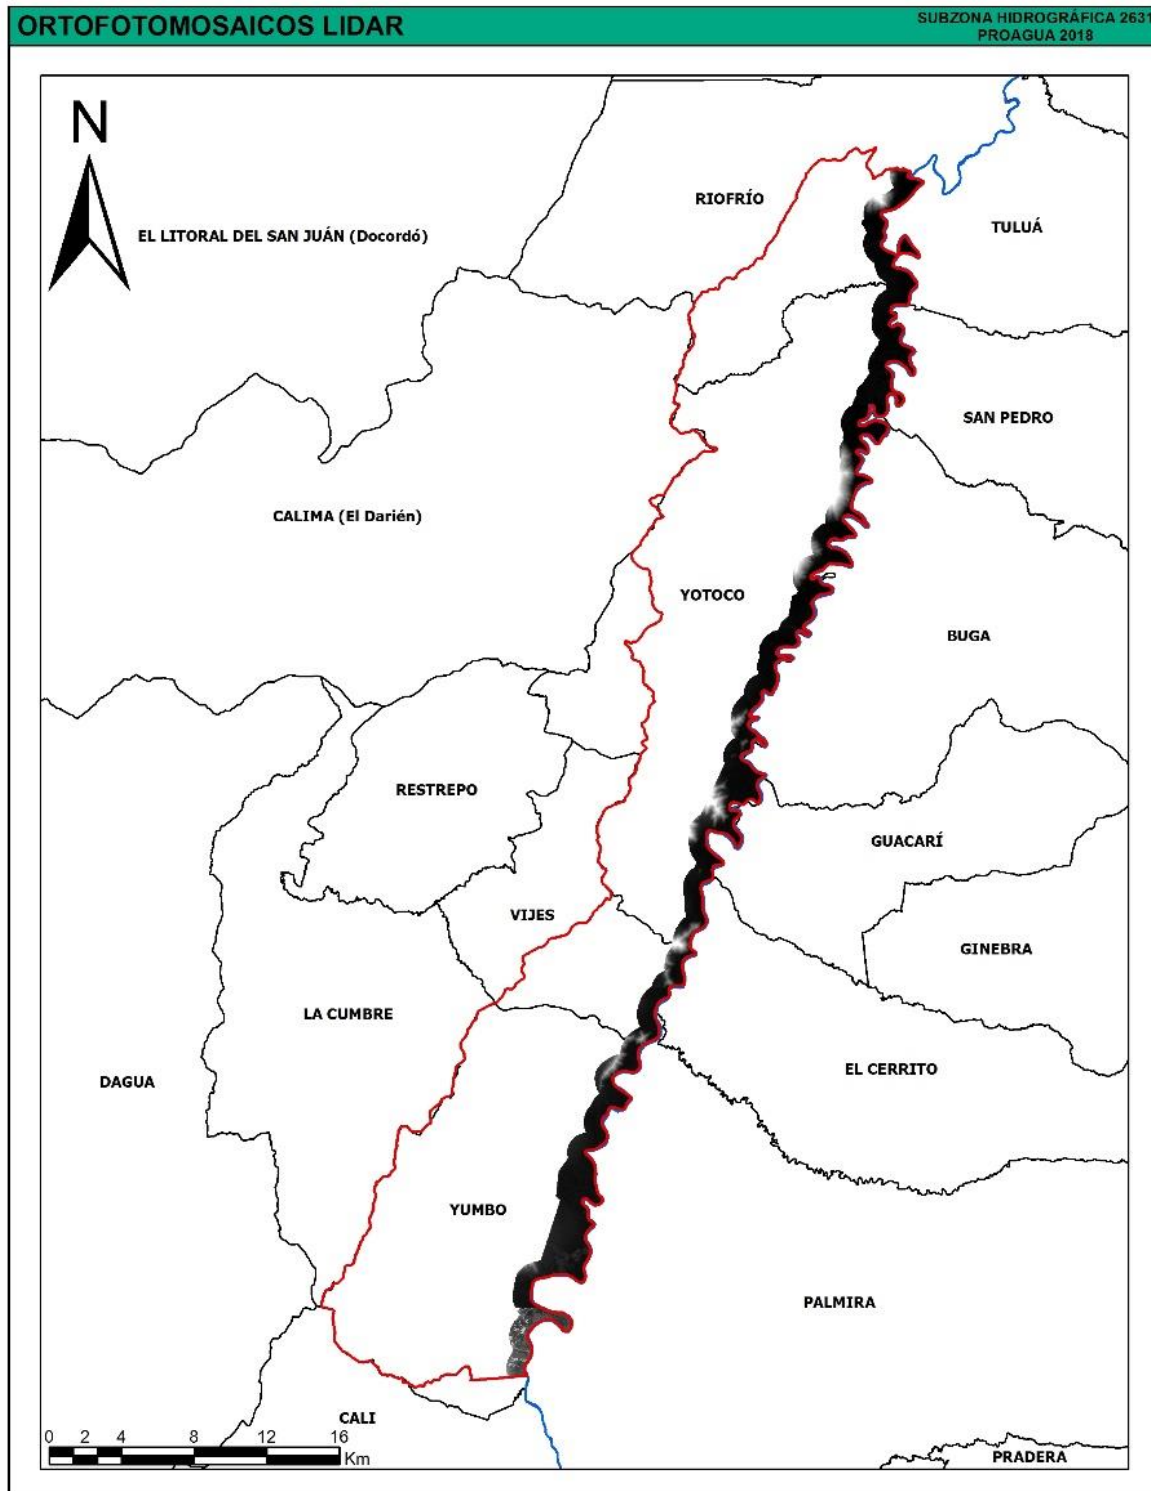 ORTOFOTOMOSAICOS LIDAR
SUBZONA HIDROGRÁFICA 2631
PROAGUA 2018
N
RIOFRÍO
EL LITORAL DEL SAN JUÁN (Docordó)
TULUÁ
SAN PEDRO
CALIMA (El Darién)
YOTOCO
BUGA
RESTREPO
GUACARÍ
VIJES
GINEBRA
LA CUMBRE
EL CERRITO
DAGUA
YUMBO
PALMIRA
CALI
0 2 4 8 12 16
Km
PRADERA